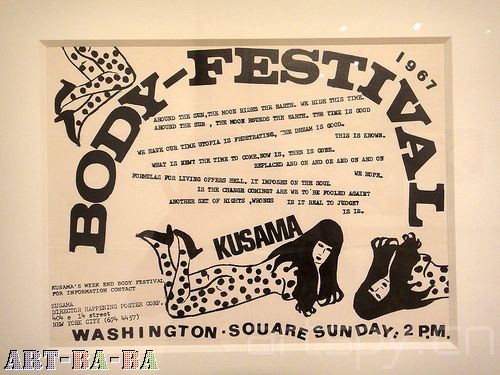 BODY-FESTIVAL
1967
AROUND THE SUN,THE MOON RIDES THE EARTH. WE RIDE THIS TIME.
AROUND THE SUN , THE MOON ROUNDS THE EARTH. THE TIME IS GOOD
WE HAVE OUR TIME UTOPIA IS FRUSTRATING, THE DREAM IS GOOD.
THIS IS KNOWN.
WHAT IS NEW? THE TIME TO COME,NOW IS, THEN IS GONE.
REPLACED AND ON AND ON AND ON AND ON
WE HOPE.
FORMULAS FOR LIVING OFFERS HELL. IT IMPOSES ON THE SOUL
IS THE CHANGE COMING? ARE WE TO BE FOOLED AGAIN?
ANOTHER SET OF RIGHTS ,WRONGS IS IT REAL TO JUDGE?
IS IS.
KUSAMA
KUSAMA'S WEEK END BODY FESTIVAL
FOR INFORMATION CONTACT
KUSAMA
DIRECTOR HAPPENING POSTER CORP.
404 e 14 street
NEW YORK CITY (674 4457)
WASHINGTON · SQUARE SUNDAY: 2 P.M.
ART-BA-BA